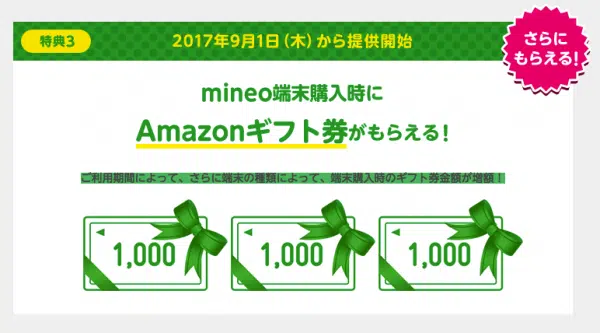 特典3
2017年9月1日（木）から提供開始
さらに
もらえる！
mineo端末購入時に
Amazonギフト券がもらえる！
ご利用期間によって、さらに端末の種類によって、端末購入時のギフト券金額が増額！
1,000
1,000
1,000